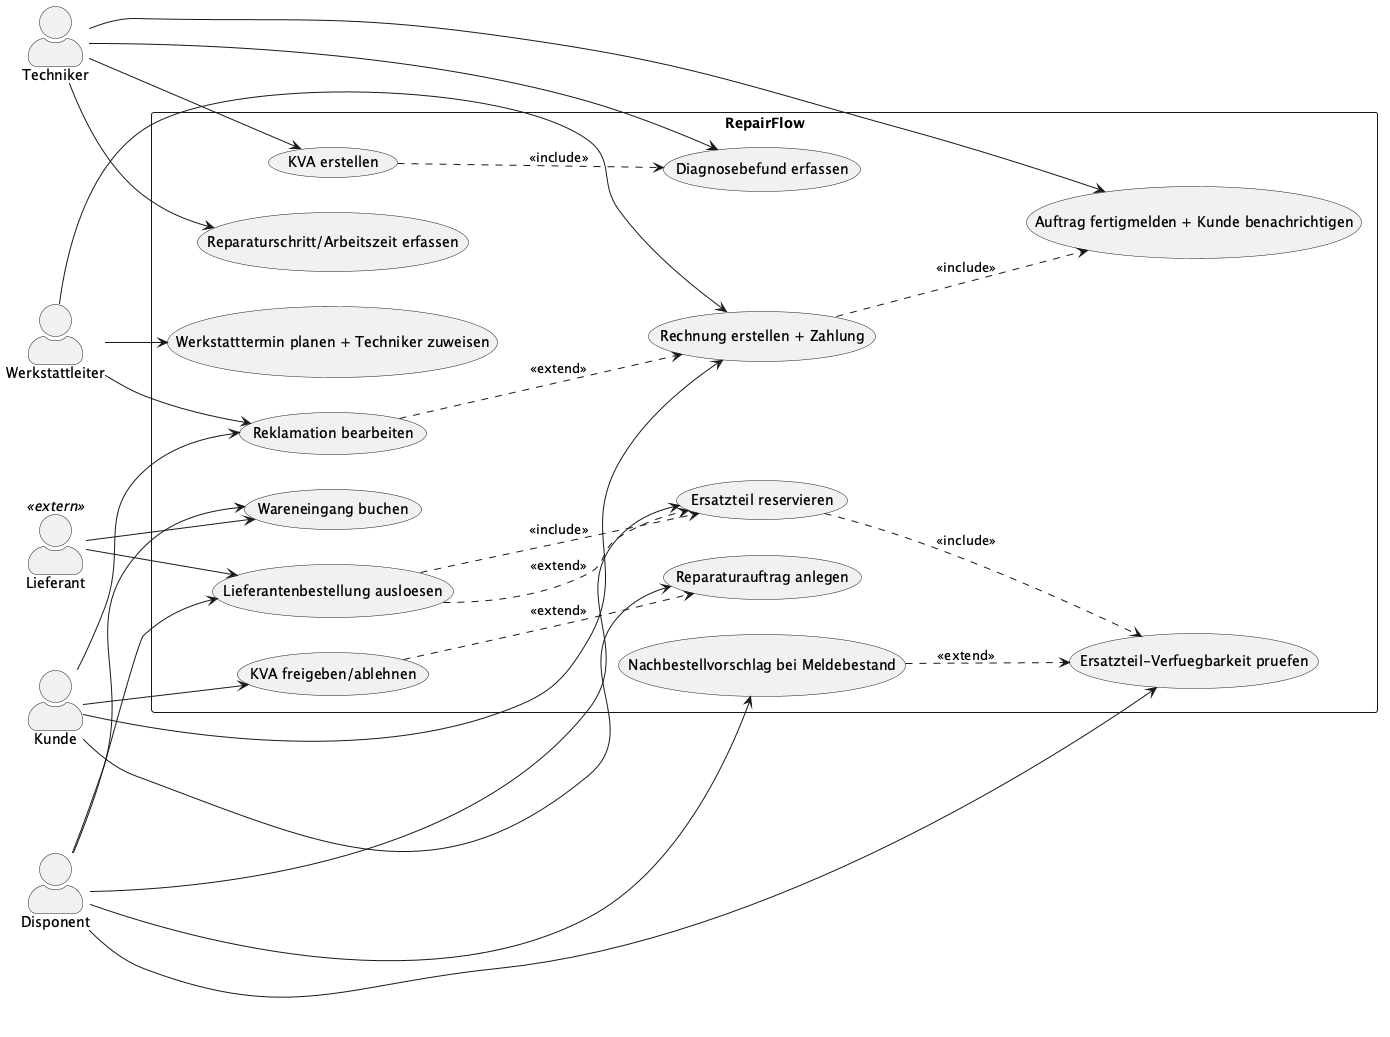 Techniker
RepairFlow
KVA erstellen
«include»
Diagnosebefund erfassen
Auftrag fertigmelden + Kunde benachrichtigen
Reparaturschritt/Arbeitszeit erfassen
«include»
Werkstatttermin planen + Techniker zuweisen
Rechnung erstellen + Zahlung
Werkstattleiter
«extend»
Reklamation bearbeiten
«extern»
Lieferant
Wareneingang buchen
Ersatzteil reservieren
«include»
«include»
«extend»
Lieferantenbestellung ausloesen
Reparaturauftrag anlegen
«extend»
KVA freigeben/ablehnen
Nachbestellvorschlag bei Meldebestand
«extend»
Ersatzteil-Verfuegbarkeit pruefen
Kunde
Disponent